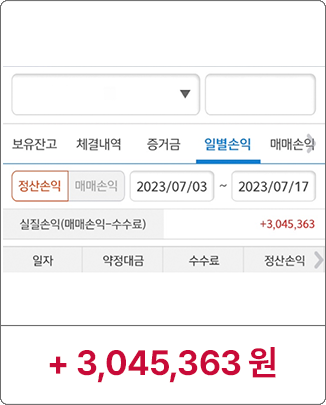 보유잔고 체결내역 증거금 일별손익 매매손익
정산손익 매매손익 2023/07/03 ~ 2023/07/17
실질손익(매매손익-수수료) +3,045,363
일자 약정대금 수수료 정산손익
+ 3,045,363 원